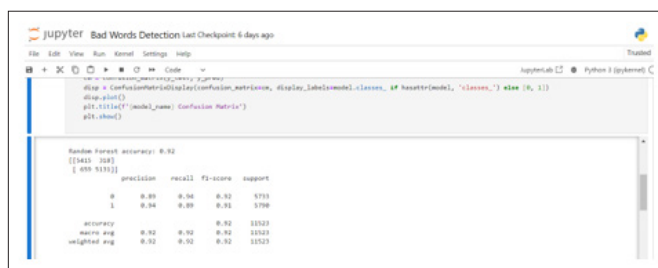 jupyter Bad Words Detection Last Checkpoint: 6 days ago
File Edit View Run Kernel Settings Help Trusted
Code JupyterLab Python 3 (ipykernel)
disp = ConfusionMatrixDisplay(confusion_matrix=cm, display_labels=model.classes_ if hasattr(model, 'classes_') else [0, 1])
disp.plot()
plt.title(f'{model_name} Confusion Matrix')
plt.show()
Random Forest accuracy: 0.92
[[5415 318]
[ 659 5131]]
precision recall f1-score support
0 0.89 0.94 0.92 5733
1 0.94 0.89 0.91 5790
accuracy 0.92 11523
macro avg 0.92 0.92 0.92 11523
weighted avg 0.92 0.92 0.92 11523